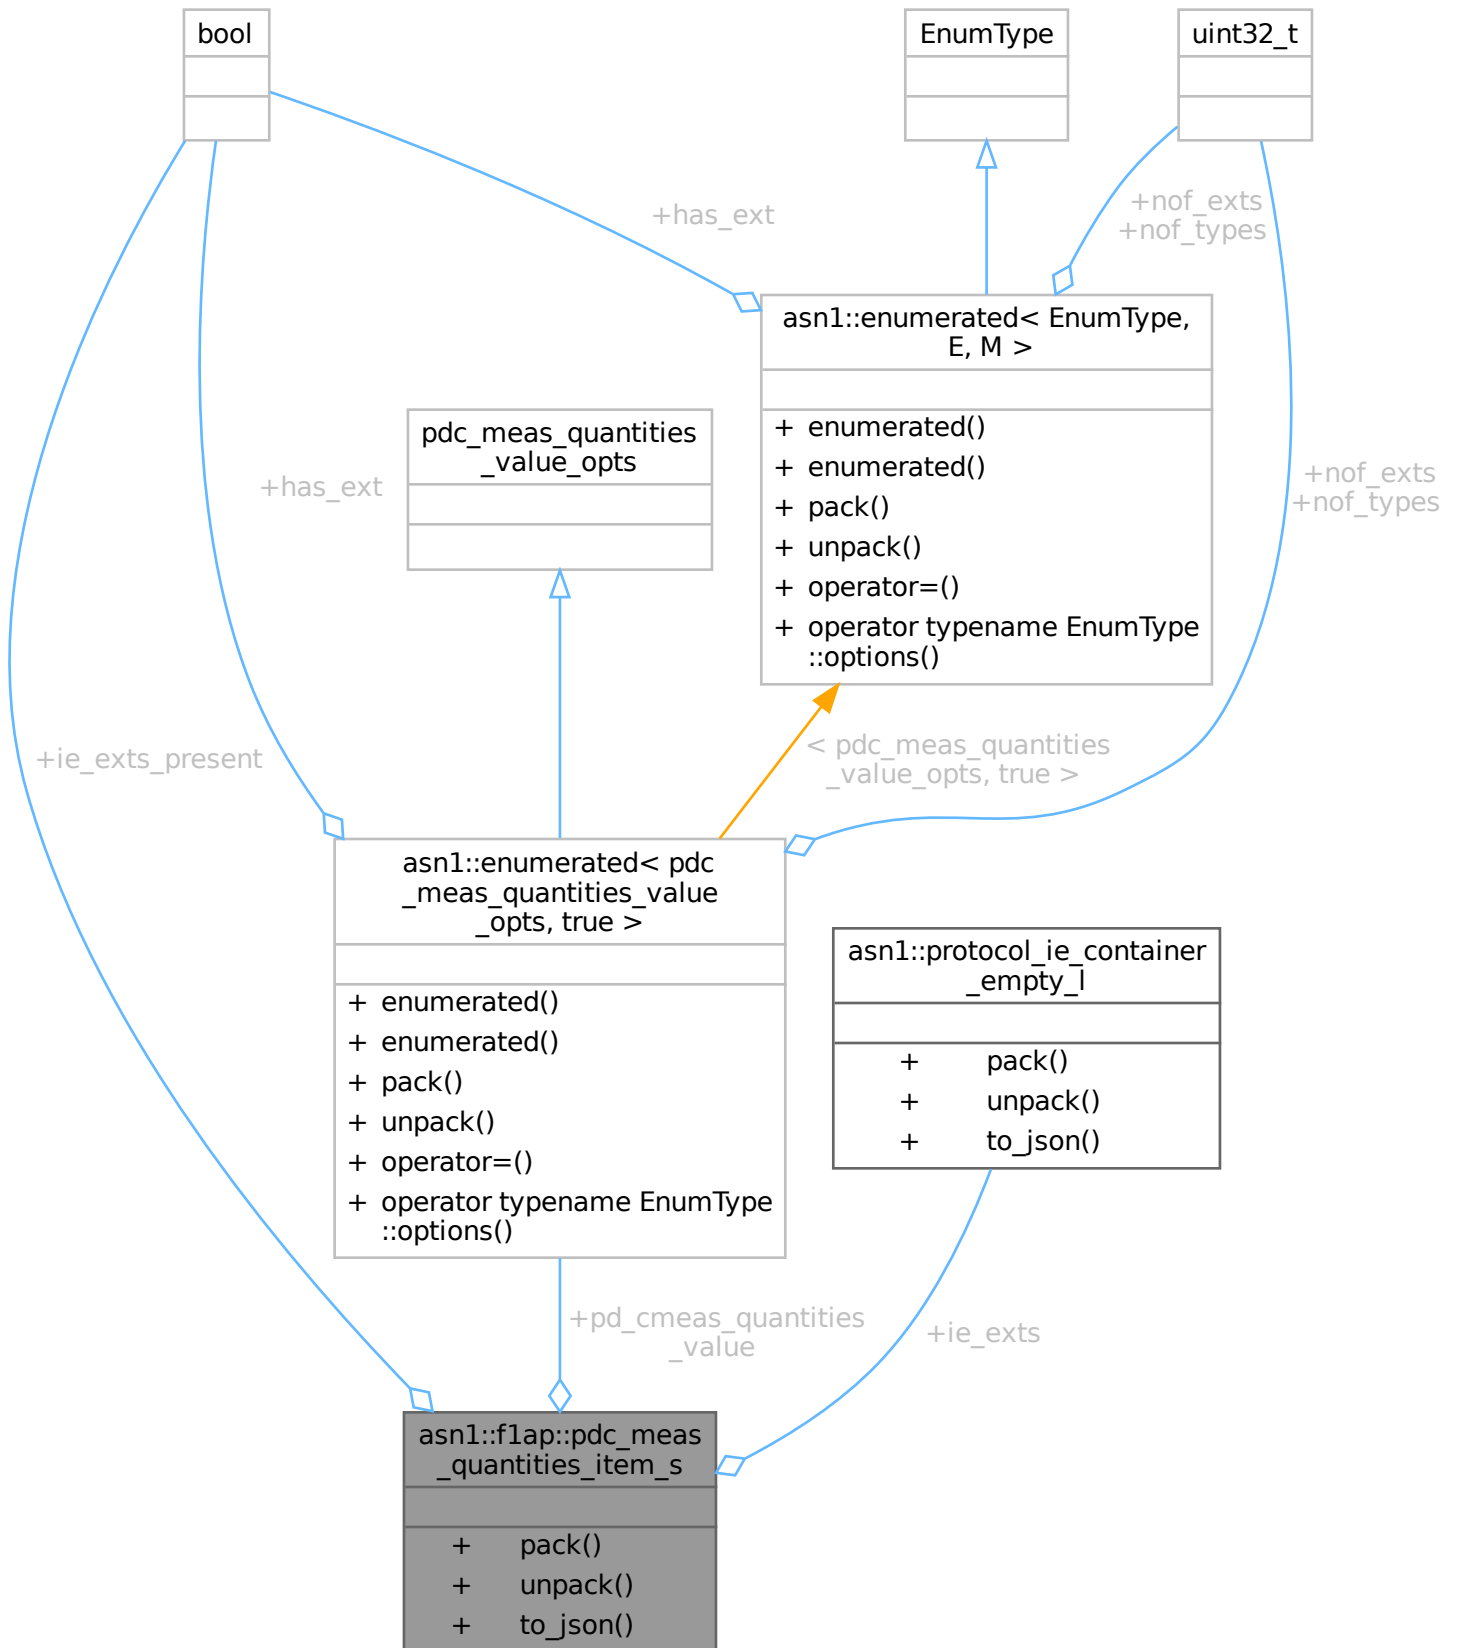 bool
EnumType
uint32_t
+has_ext
+nof_exts
+nof_types
asn1::enumerated< EnumType,
E, M >
+ enumerated()
+ enumerated()
+ pack()
+ unpack()
+ operator=()
+ operator typename EnumType
::options()
pdc_meas_quantities
_value_opts
+has_ext
+nof_exts
+nof_types
+ie_exts_present
< pdc_meas_quantities
_value_opts, true >
asn1::enumerated< pdc
_meas_quantities_value
_opts, true >
+ enumerated()
+ enumerated()
+ pack()
+ unpack()
+ operator=()
+ operator typename EnumType
::options()
asn1::protocol_ie_container
_empty_l
+ pack()
+ unpack()
+ to_json()
+pd_cmeas_quantities
_value
+ie_exts
asn1::f1ap::pdc_meas
_quantities_item_s
+ pack()
+ unpack()
+ to_json()